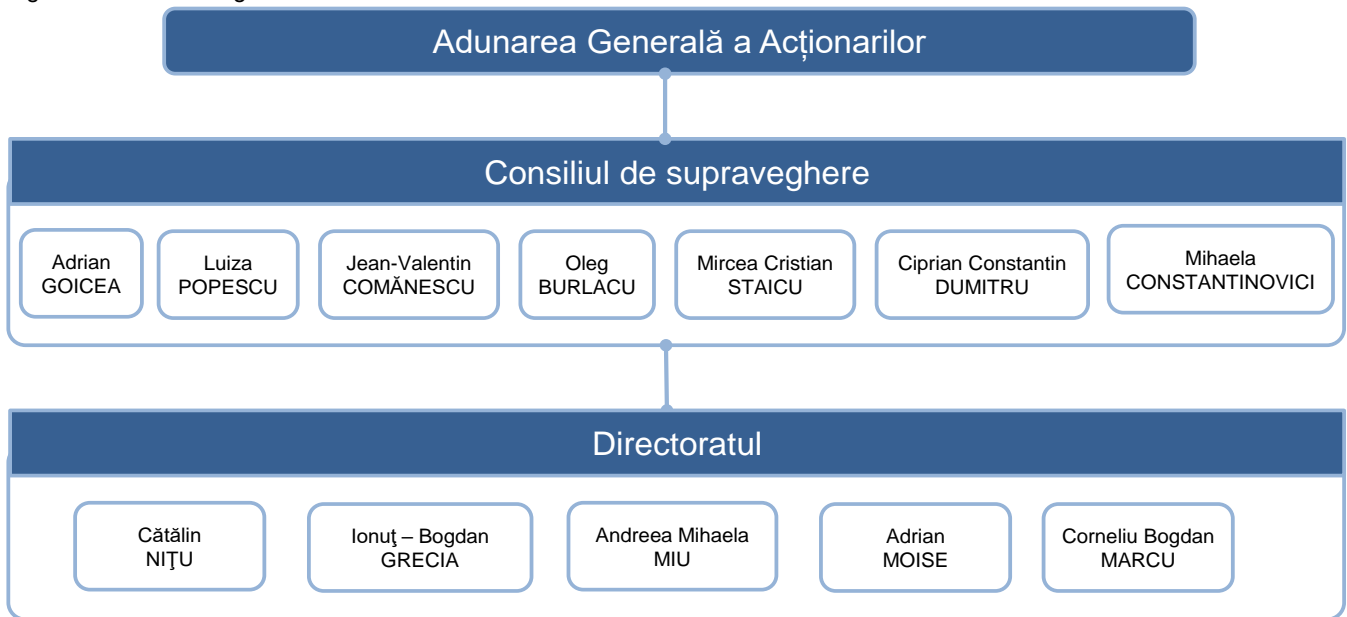 Adunarea Generală a Acționarilor
Consiliul de supraveghere
Adrian
GOICEA
Luiza
POPESCU
Jean-Valentin
COMĂNESCU
Oleg
BURLACU
Mircea Cristian
STAICU
Ciprian Constantin
DUMITRU
Mihaela
CONSTANTINOVICI
Directoratul
Cătălin
NIŢU
Ionuţ – Bogdan
GRECIA
Andreea Mihaela
MIU
Adrian
MOISE
Corneliu Bogdan
MARCU